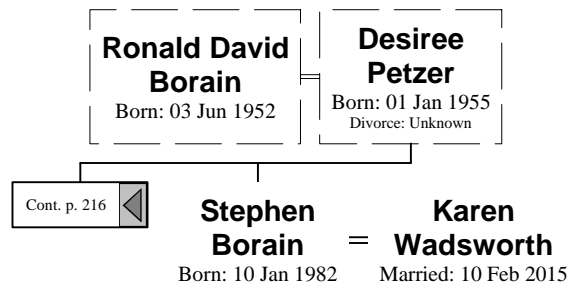 Ronald David
Borain
Born: 03 Jun 1952
Desiree
Petzer
Born: 01 Jan 1955
Divorce: Unknown
Cont. p. 216
Stephen
Borain
Born: 10 Jan 1982
=
Karen
Wadsworth
Married: 10 Feb 2015